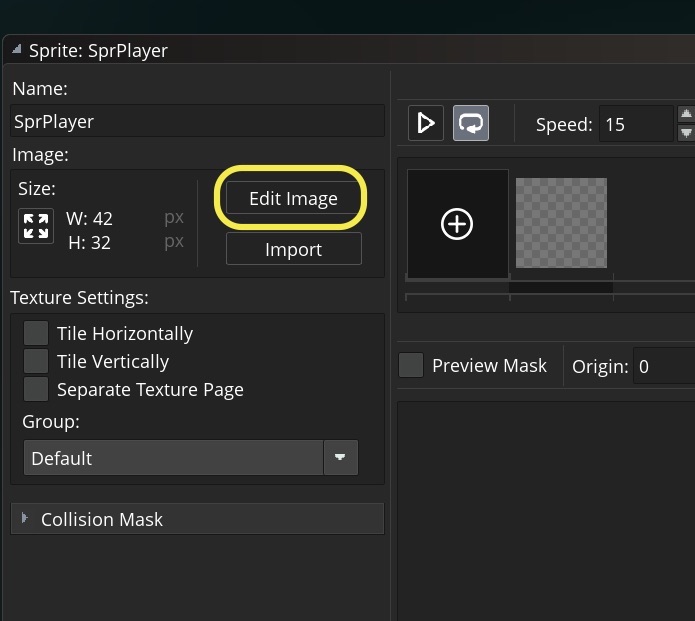 Sprite: SprPlayer
Name:
SprPlayer
Image:
Size:
W: 42 px
H: 32 px
Edit Image
Import
Texture Settings:
Tile Horizontally
Tile Vertically
Separate Texture Page
Group:
Default
Collision Mask
Speed: 15
Preview Mask
Origin: 0